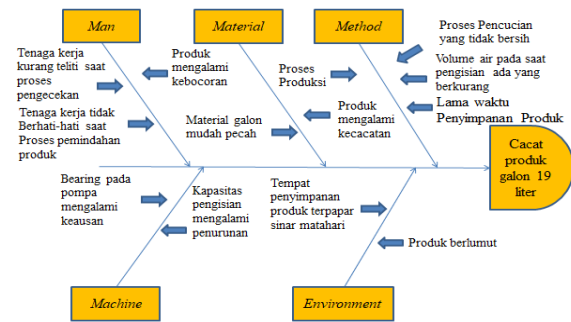 Man
Material
Method
Tenaga kerja
kurang teliti saat
proses
pengecekan
Produk
mengalami
kebocoran
Tenaga kerja tidak
Berhati-hati saat
Proses pemindahan
produk
Material galon
mudah pecah
Proses
Produksi
Produk
mengalami
kecacatan
Proses Pencucian
yang tidak bersih
Volume air pada saat
pengisian ada yang
berkurang
Lama waktu
Penyimpanan Produk
Cacat
produk
galon 19
liter
Bearing pada
pompa
mengalami
keausan
Kapasitas
pengisian
mengalami
penurunan
Tempat
penyimpanan
produk terpapar
sinar matahari
Produk berlumut
Machine
Environment